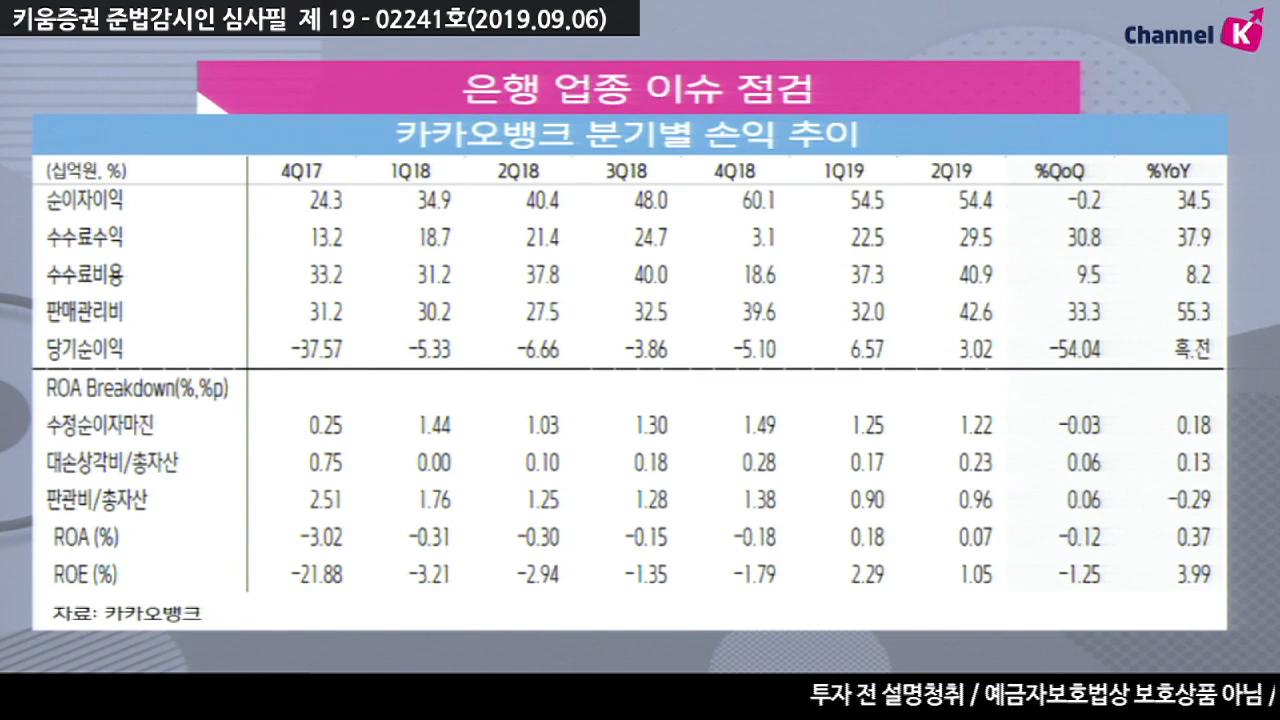 키움증권 준법감시인 심사필 제 19 - 02241호(2019.09.06)
Channel K
은행 업종 이슈 점검
카카오뱅크 분기별 손익 추이
(십억원, %) 4Q17 1Q18 2Q18 3Q18 4Q18 1Q19 2Q19 %QoQ %YoY
순이자이익 24.3 34.9 40.4 48.0 60.1 54.5 54.4 -0.2 34.5
수수료수익 13.2 18.7 21.4 24.7 3.1 22.5 29.5 30.8 37.9
수수료비용 33.2 31.2 37.8 40.0 18.6 37.3 40.9 9.5 8.2
판매관리비 31.2 30.2 27.5 32.5 39.6 32.0 42.6 33.3 55.3
당기순이익 -37.57 -5.33 -6.66 -3.86 -5.10 6.57 3.02 -54.04 흑.전
ROA Breakdown(%,%p)
수정순이자마진 0.25 1.44 1.03 1.30 1.49 1.25 1.22 -0.03 0.18
대손상각비/총자산 0.75 0.00 0.10 0.18 0.28 0.17 0.23 0.06 0.13
판관비/총자산 2.51 1.76 1.25 1.28 1.38 0.90 0.96 0.06 -0.29
ROA (%) -3.02 -0.31 -0.30 -0.15 -0.18 0.18 0.07 -0.12 0.37
ROE (%) -21.88 -3.21 -2.94 -1.35 -1.79 2.29 1.05 -1.25 3.99
자료: 카카오뱅크
투자 전 설명청취 / 예금자보호법상 보호상품 아님 /